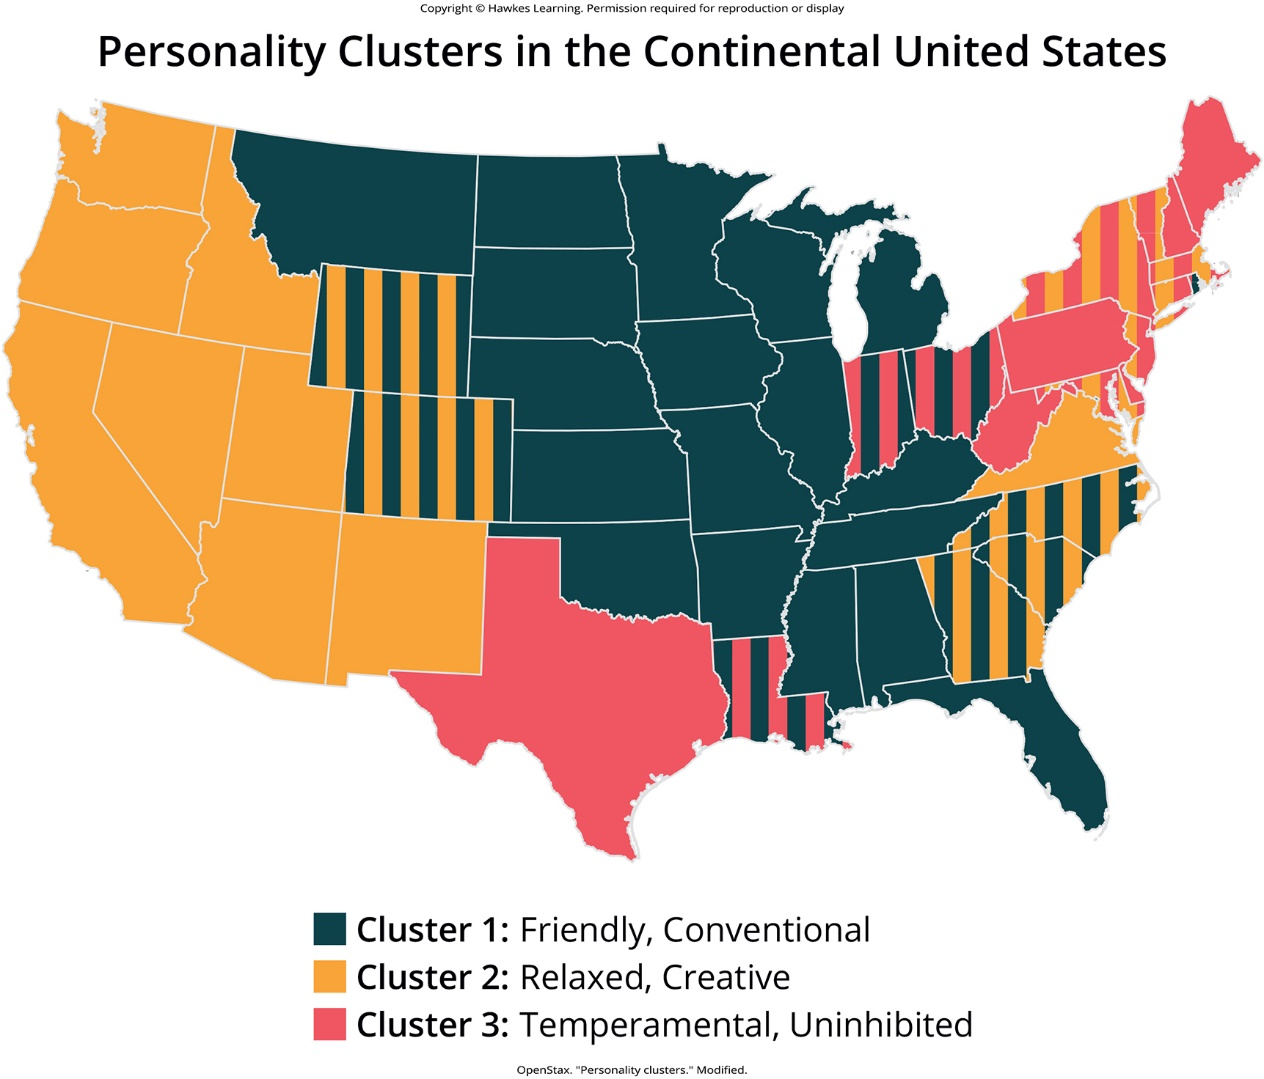 Copyright © Hawkes Learning. Permission required for reproduction or display
Personality Clusters in the Continental United States
Cluster 1: Friendly, Conventional
Cluster 2: Relaxed, Creative
Cluster 3: Temperamental, Uninhibited
OpenStax. "Personality clusters." Modified.